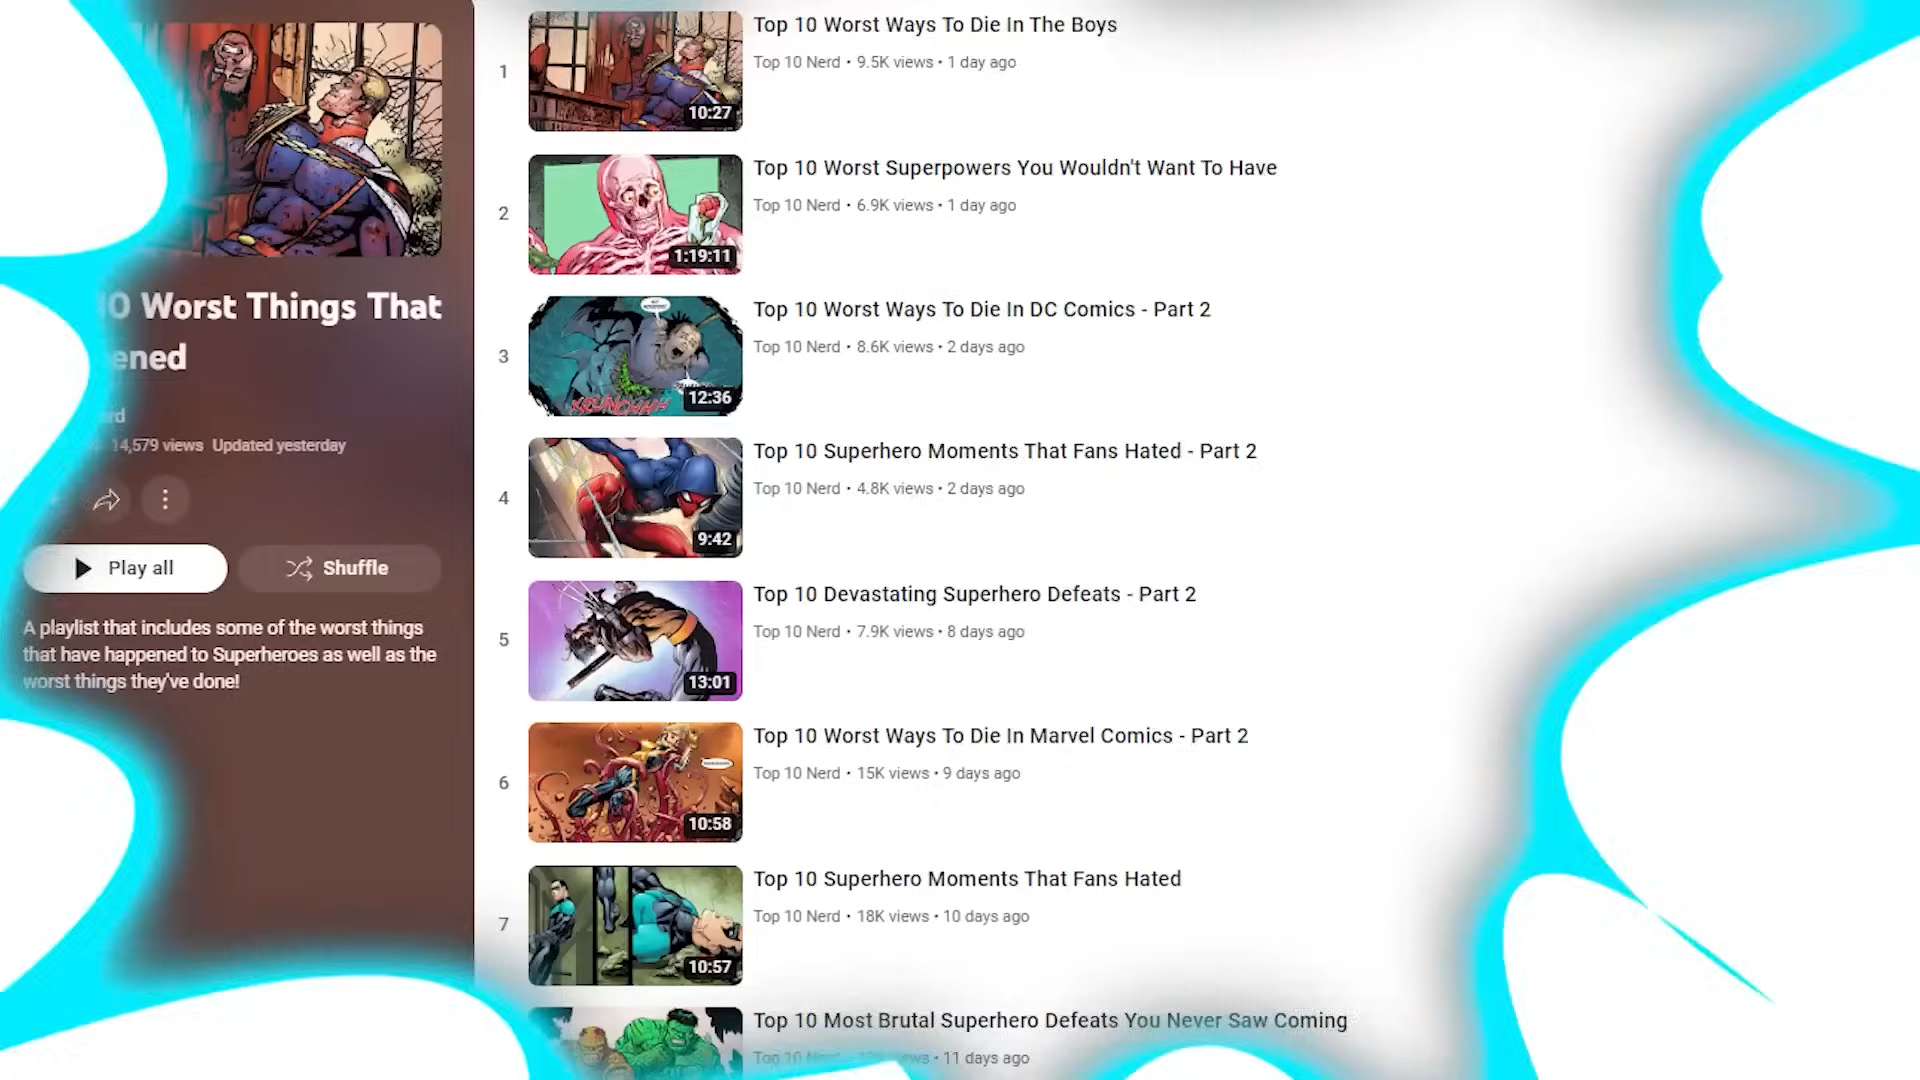 0 Worst Things That
ened
erd
14,579 views Updated yesterday
Play all
Shuffle
A playlist that includes some of the worst things
that have happened to Superheroes as well as the
worst things they've done!
1
10:27
Top 10 Worst Ways To Die In The Boys
Top 10 Nerd • 9.5K views • 1 day ago
2
1:19:11
Top 10 Worst Superpowers You Wouldn't Want To Have
Top 10 Nerd • 6.9K views • 1 day ago
3
12:36
Top 10 Worst Ways To Die In DC Comics - Part 2
Top 10 Nerd • 8.6K views • 2 days ago
4
9:42
Top 10 Superhero Moments That Fans Hated - Part 2
Top 10 Nerd • 4.8K views • 2 days ago
5
13:01
Top 10 Devastating Superhero Defeats - Part 2
Top 10 Nerd • 7.9K views • 8 days ago
6
10:58
Top 10 Worst Ways To Die In Marvel Comics - Part 2
Top 10 Nerd • 15K views • 9 days ago
7
10:57
Top 10 Superhero Moments That Fans Hated
Top 10 Nerd • 18K views • 10 days ago
Top 10 Most Brutal Superhero Defeats You Never Saw Coming
Top 10 • 11 days ago